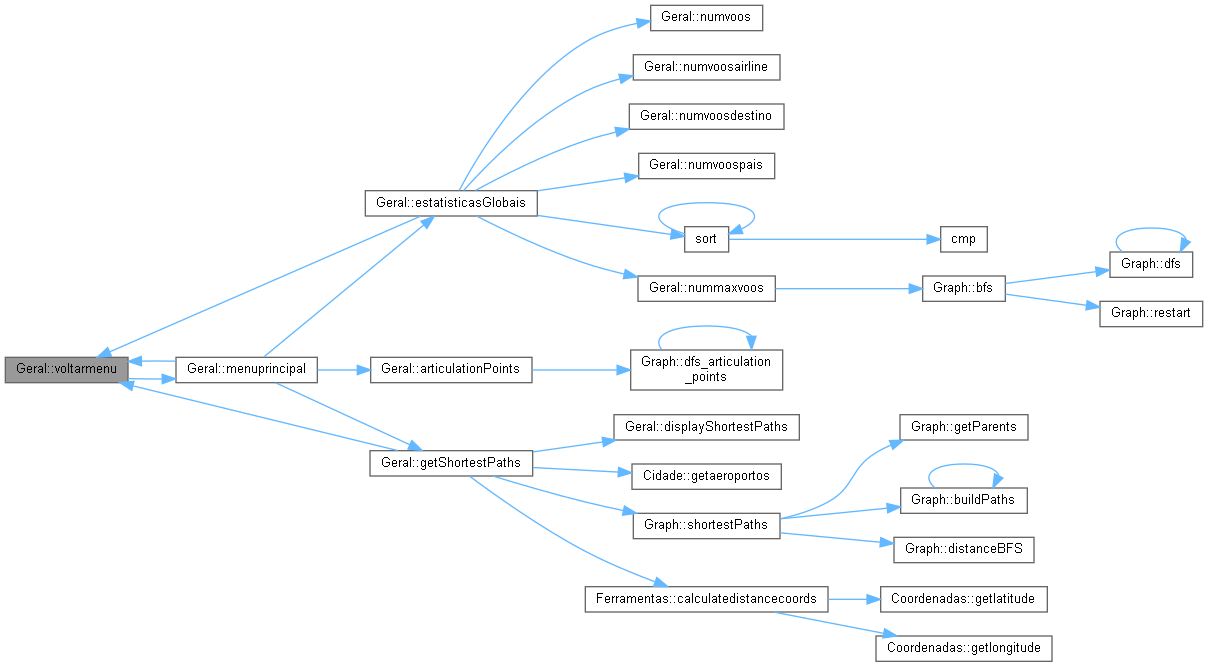 Geral::numvoos
Geral::numvoosairline
Geral::numvoosdestino
Geral::numvoospais
Geral::estatisticasGlobais
sort
cmp
Graph::dfs
Geral::nummaxvoos
Graph::bfs
Graph::restart
Geral::voltarmenu
Geral::menuprincipal
Geral::articulationPoints
Graph::dfs_articulation
_points
Geral::displayShortestPaths
Graph::getParents
Geral::getShortestPaths
Cidade::getaeroportos
Graph::buildPaths
Graph::shortestPaths
Graph::distanceBFS
Ferramentas::calculatedistancecoords
Coordenadas::getlatitude
Coordenadas::getlongitude